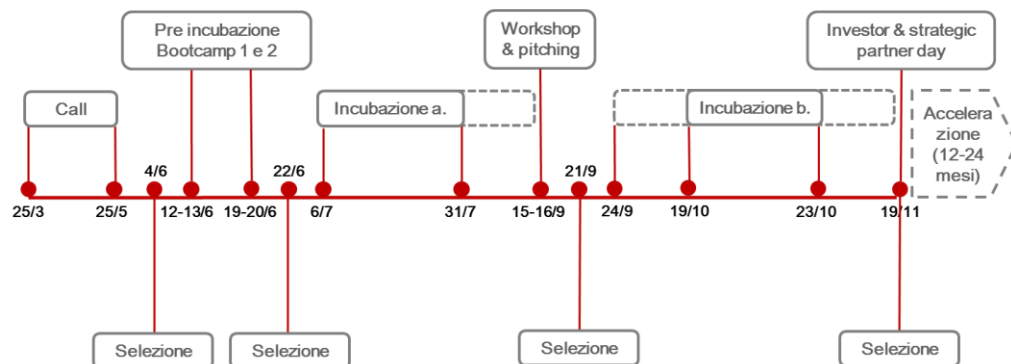 Pre incubazione
Bootcamp 1 e 2
Workshop
& pitching
Investor & strategic
partner day
Call
Incubazione a.
Incubazione b.
Accelera
zione
(12-24
mesi)
4/6
22/6
21/9
25/3
25/5
12-13/6
19-20/6
6/7
31/7
15-16/9
24/9
19/10
23/10
19/11
Selezione
Selezione
Selezione
Selezione